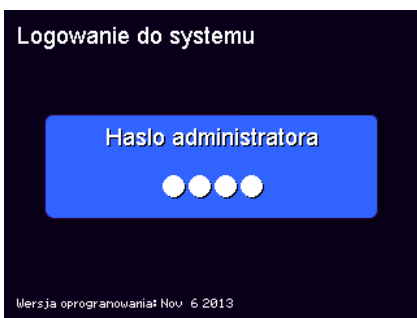 Logowanie do systemu
Haslo administratora
Wersja oprogramowania: Nov 6 2013